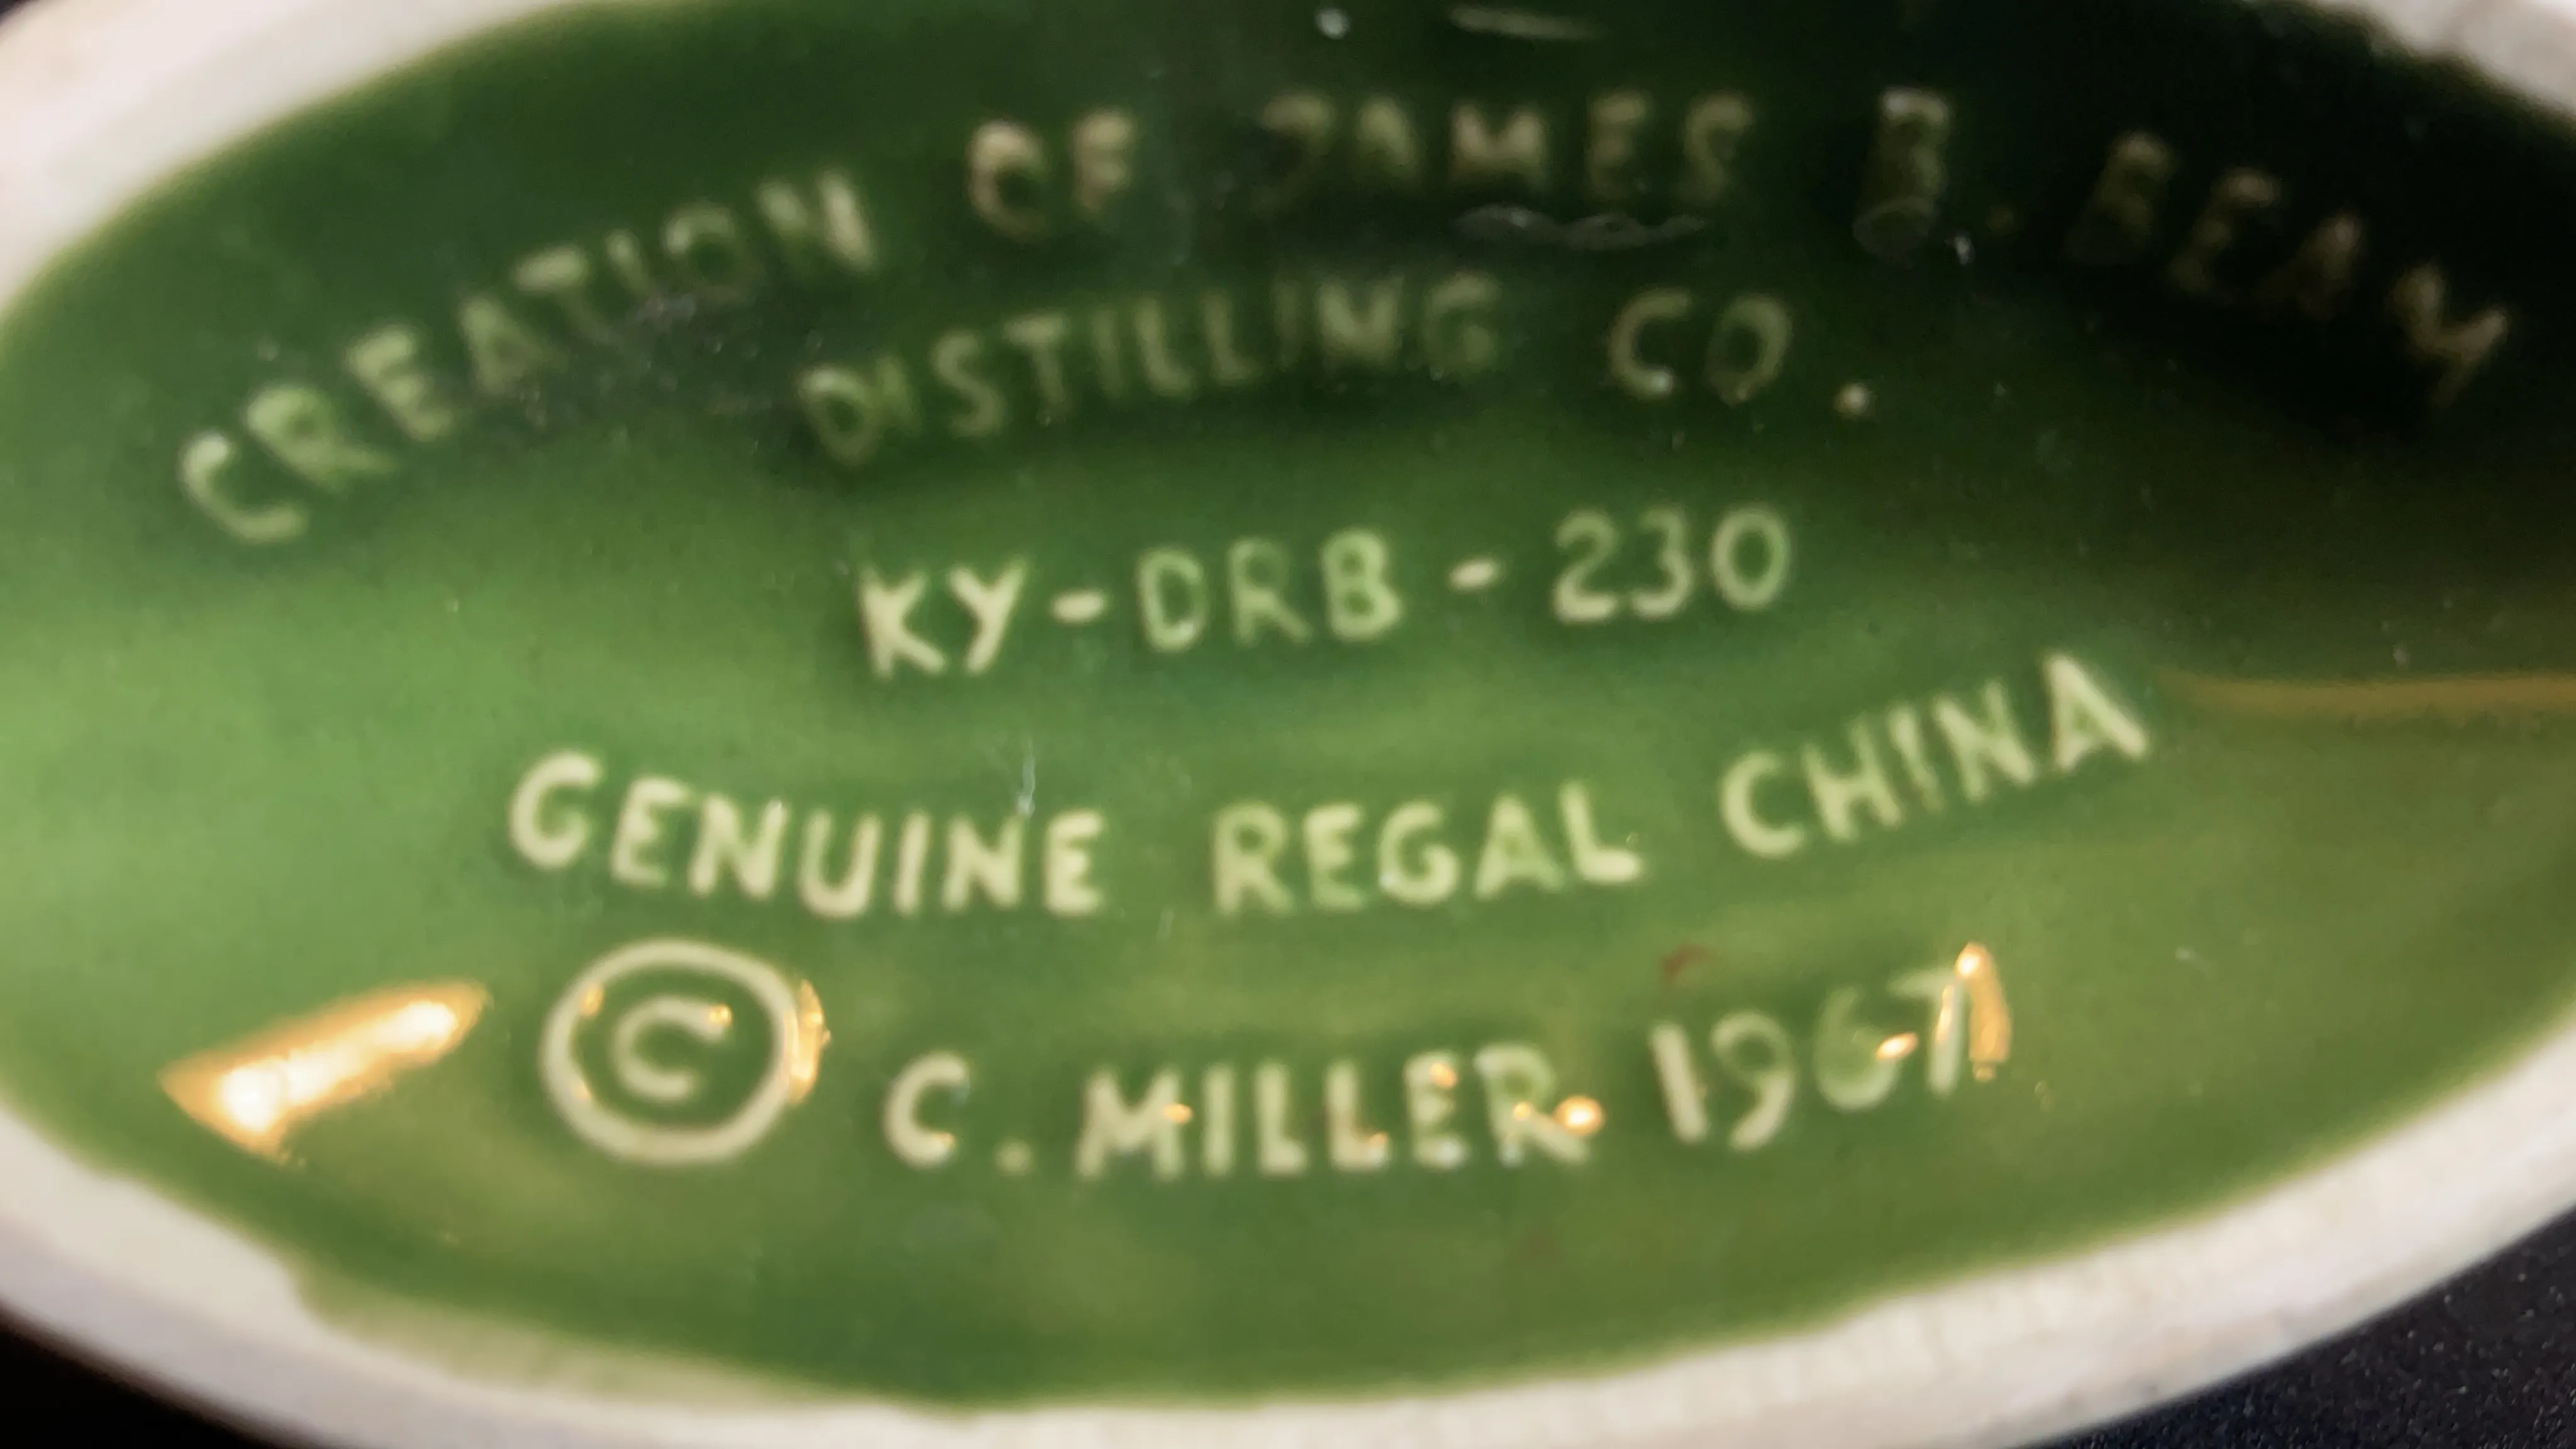 CREATION OF JAMES B. BEAM
DISTILLING CO.
KY-DRB-230
GENUINE REGAL CHINA
© C. MILLER 1967